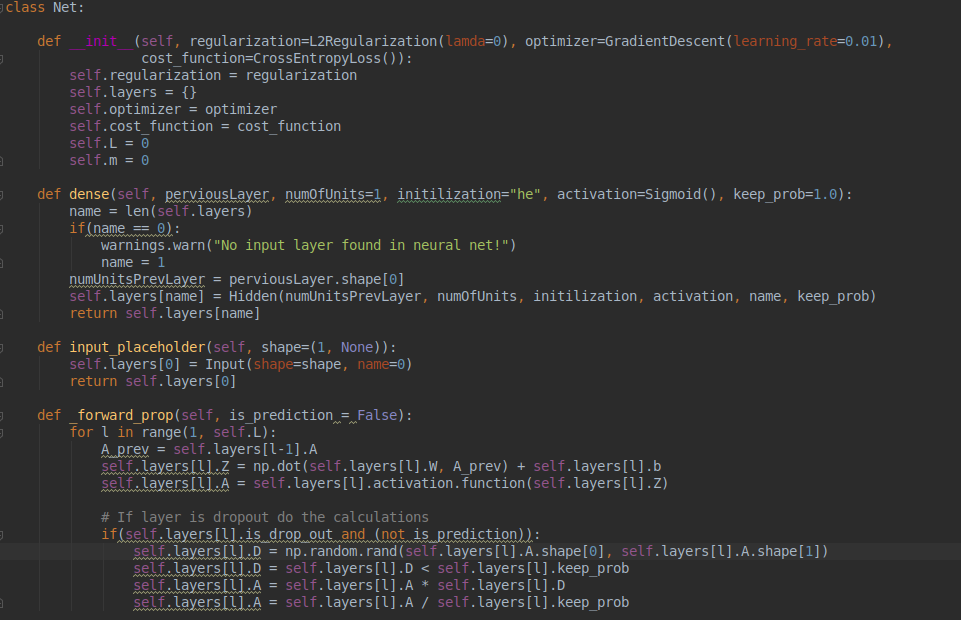 class Net:
    def __init__(self, regularization=L2Regularization(lamda=0), optimizer=GradientDescent(learning_rate=0.01),
                 cost_function=CrossEntropyLoss()):
        self.regularization = regularization
        self.layers = {}
        self.optimizer = optimizer
        self.cost_function = cost_function
        self.L = 0
        self.m = 0
    def dense(self, perviousLayer, numOfUnits=1, initilization="he", activation=Sigmoid(), keep_prob=1.0):
        name = len(self.layers)
        if(name == 0):
            warnings.warn("No input layer found in neural net!")
            name = 1
        numUnitsPrevLayer = perviousLayer.shape[0]
        self.layers[name] = Hidden(numUnitsPrevLayer, numOfUnits, initilization, activation, name, keep_prob)
        return self.layers[name]
    def input_placeholder(self, shape=(1, None)):
        self.layers[0] = Input(shape=shape, name=0)
        return self.layers[0]
    def _forward_prop(self, is_prediction = False):
        for l in range(1, self.L):
            A_prev = self.layers[l-1].A
            self.layers[l].Z = np.dot(self.layers[l].W, A_prev) + self.layers[l].b
            self.layers[l].A = self.layers[l].activation.function(self.layers[l].Z)
            # If layer is dropout do the calculations
            if(self.layers[l].is_drop_out and (not is_prediction)):
                self.layers[l].D = np.random.rand(self.layers[l].A.shape[0], self.layers[l].A.shape[1])
                self.layers[l].D = self.layers[l].D < self.layers[l].keep_prob
                self.layers[l].A = self.layers[l].A * self.layers[l].D
                self.layers[l].A = self.layers[l].A / self.layers[l].keep_prob